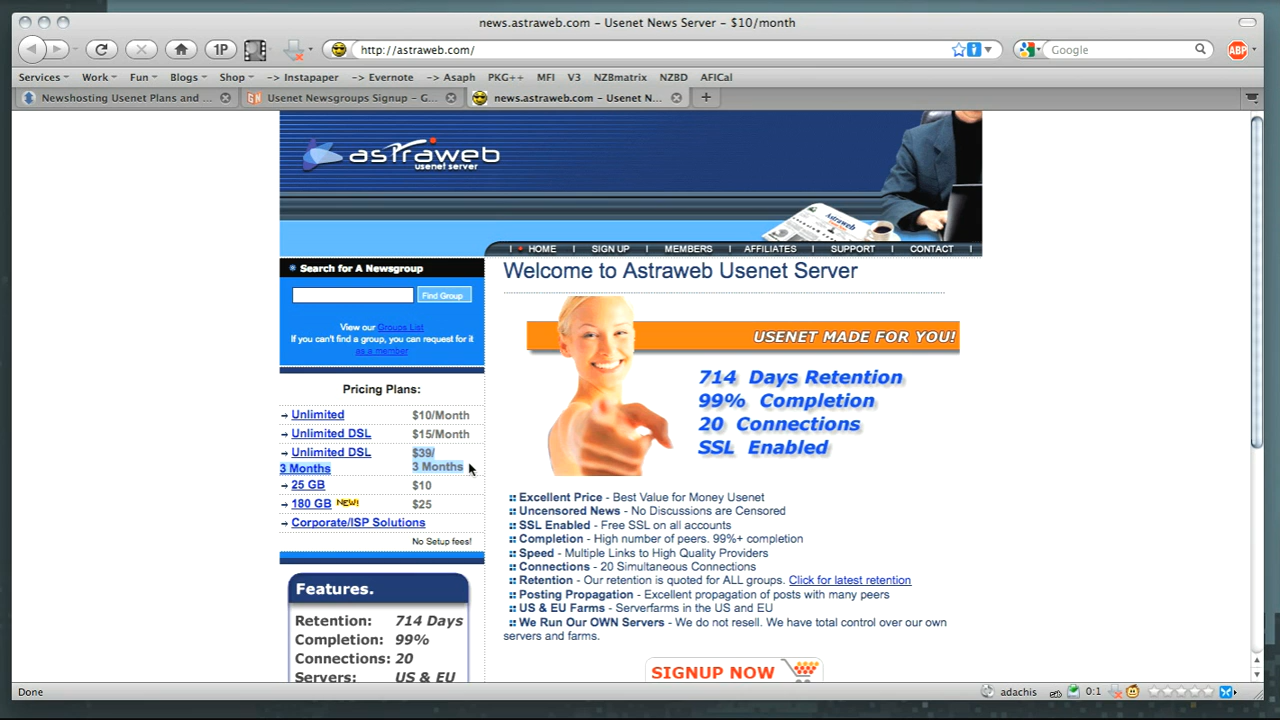 news.astraweb.com – Usenet News Server – $10/month
1P
http://astraweb.com/
Google
ABP
Services Work Fun Blogs Shop -> Instapaper -> Evernote -> Asaph PKG++ MFI V3 NZBmatrix NZBD AFICal
Newshosting Usenet Plans and ...
GN Usenet Newsgroups Signup – G...
news.astraweb.com – Usenet N...
astraweb
usenet server
Astraweb
HOME SIGN UP MEMBERS AFFILIATES SUPPORT CONTACT
Search for A Newsgroup
Find Group
View our Groups List
If you can't find a group, you can request for it
as a member
Pricing Plans:
Unlimited $10/Month
Unlimited DSL $15/Month
Unlimited DSL $39/
3 Months 3 Months
25 GB $10
180 GB NEW! $25
Corporate/ISP Solutions
No Setup fees!
Features.
Retention: 714 Days
Completion: 99%
Connections: 20
Servers: US & EU
Welcome to Astraweb Usenet Server
USENET MADE FOR YOU!
714 Days Retention
99% Completion
20 Connections
SSL Enabled
Excellent Price - Best Value for Money Usenet
Uncensored News - No Discussions are Censored
SSL Enabled - Free SSL on all accounts
Completion - High number of peers. 99%+ completion
Speed - Multiple Links to High Quality Providers
Connections - 20 Simultaneous Connections
Retention - Our retention is quoted for ALL groups. Click for latest retention
Posting Propagation - Excellent propagation of posts with many peers
US & EU Farms - Serverfarms in the US and EU
We Run Our OWN Servers - We do not resell. We have total control over our own
servers and farms.
SIGNUP NOW
Done
adachis
0:1